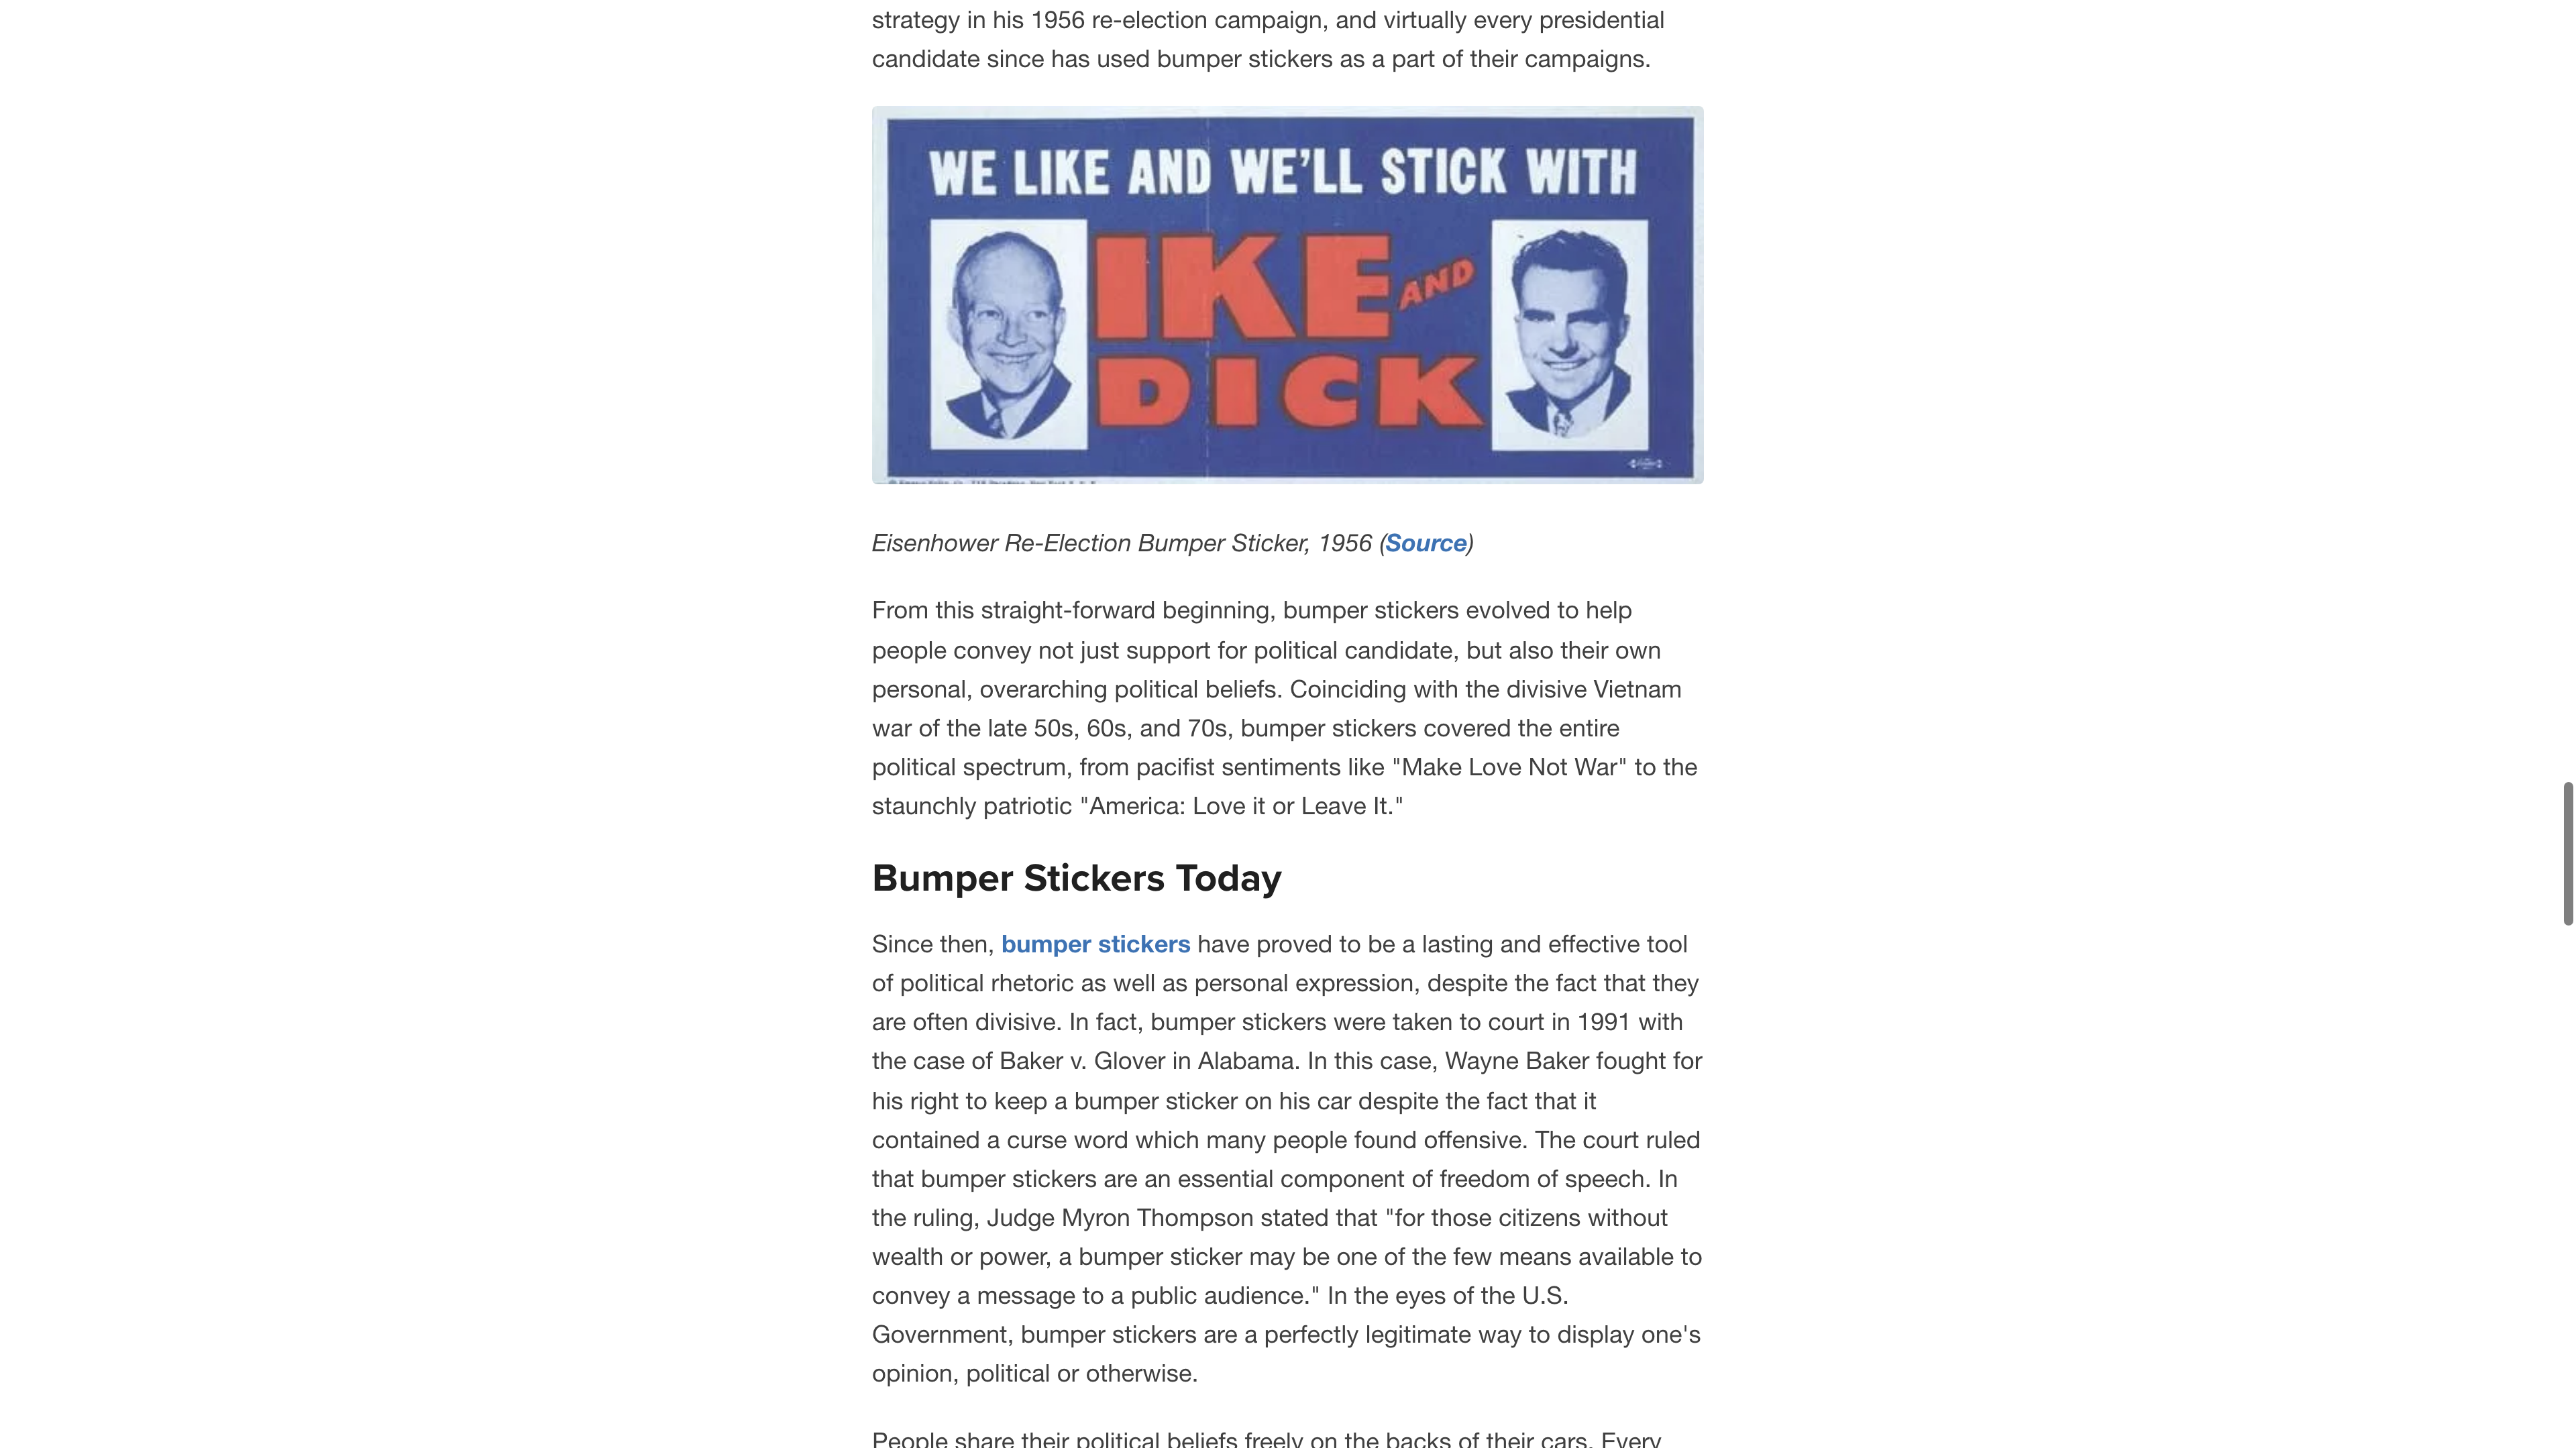 strategy in his 1956 re-election campaign, and virtually every presidential
candidate since has used bumper stickers as a part of their campaigns.
WE LIKE AND WE'LL STICK WITH
IKE AND
DICK
Eisenhower Re-Election Bumper Sticker, 1956 (Source)
From this straight-forward beginning, bumper stickers evolved to help
people convey not just support for political candidate, but also their own
personal, overarching political beliefs. Coinciding with the divisive Vietnam
war of the late 50s, 60s, and 70s, bumper stickers covered the entire
political spectrum, from pacifist sentiments like "Make Love Not War" to the
staunchly patriotic "America: Love it or Leave It."
Bumper Stickers Today
Since then, bumper stickers have proved to be a lasting and effective tool
of political rhetoric as well as personal expression, despite the fact that they
are often divisive. In fact, bumper stickers were taken to court in 1991 with
the case of Baker v. Glover in Alabama. In this case, Wayne Baker fought for
his right to keep a bumper sticker on his car despite the fact that it
contained a curse word which many people found offensive. The court ruled
that bumper stickers are an essential component of freedom of speech. In
the ruling, Judge Myron Thompson stated that "for those citizens without
wealth or power, a bumper sticker may be one of the few means available to
convey a message to a public audience." In the eyes of the U.S.
Government, bumper stickers are a perfectly legitimate way to display one's
opinion, political or otherwise.
People share their political beliefs freely on the backs of their cars. Every